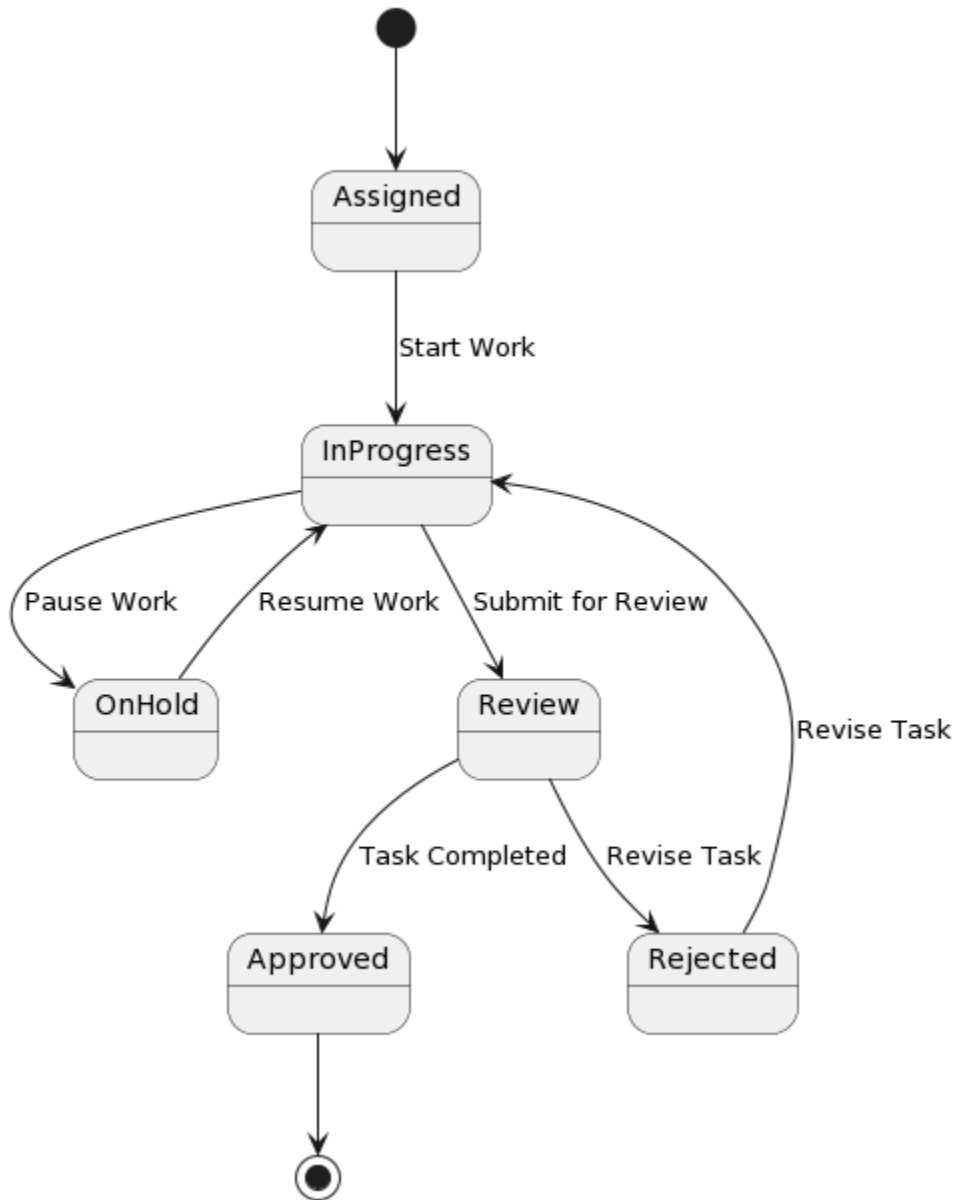 Assigned
Start Work
InProgress
Pause Work
Resume Work
Submit for Review
OnHold
Review
Revise Task
Task Completed
Revise Task
Approved
Rejected